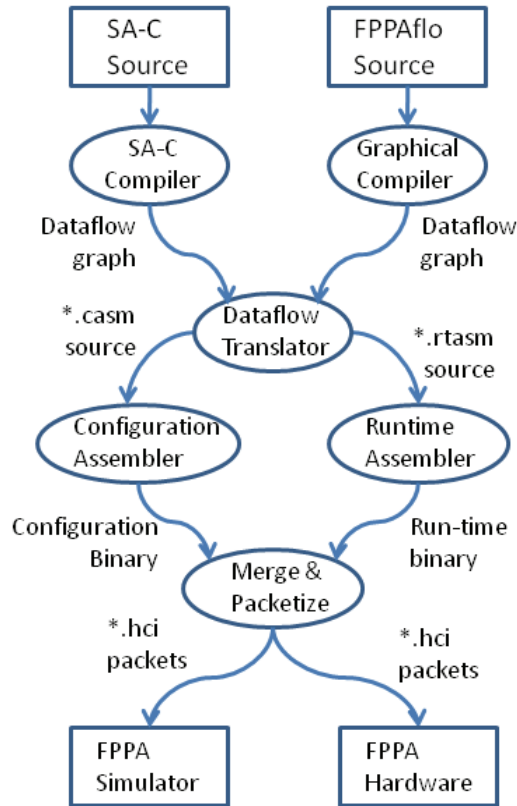 SA-C
Source
FPPAflo
Source
SA-C
Compiler
Graphical
Compiler
Dataflow
graph
Dataflow
graph
*.casm
source
Dataflow
Translator
*.rtasm
source
Configuration
Assembler
Runtime
Assembler
Configuration
Binary
Run-time
binary
Merge &
Packetize
*.hci
packets
*.hci
packets
FPPA
Simulator
FPPA
Hardware